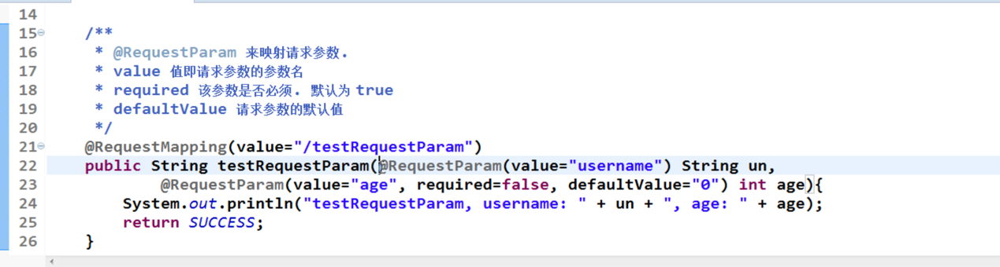 14
15 /**
16 * @RequestParam 来映射请求参数.
17 * value 值即请求参数的参数名
18 * required 该参数是否必须. 默认为 true
19 * defaultValue 请求参数的默认值
20 */
21 @RequestMapping(value="/testRequestParam")
22 public String testRequestParam(@RequestParam(value="username") String un,
23 @RequestParam(value="age", required=false, defaultValue="0") int age){
24 System.out.println("testRequestParam, username: " + un + ", age: " + age);
25 return SUCCESS;
26 }